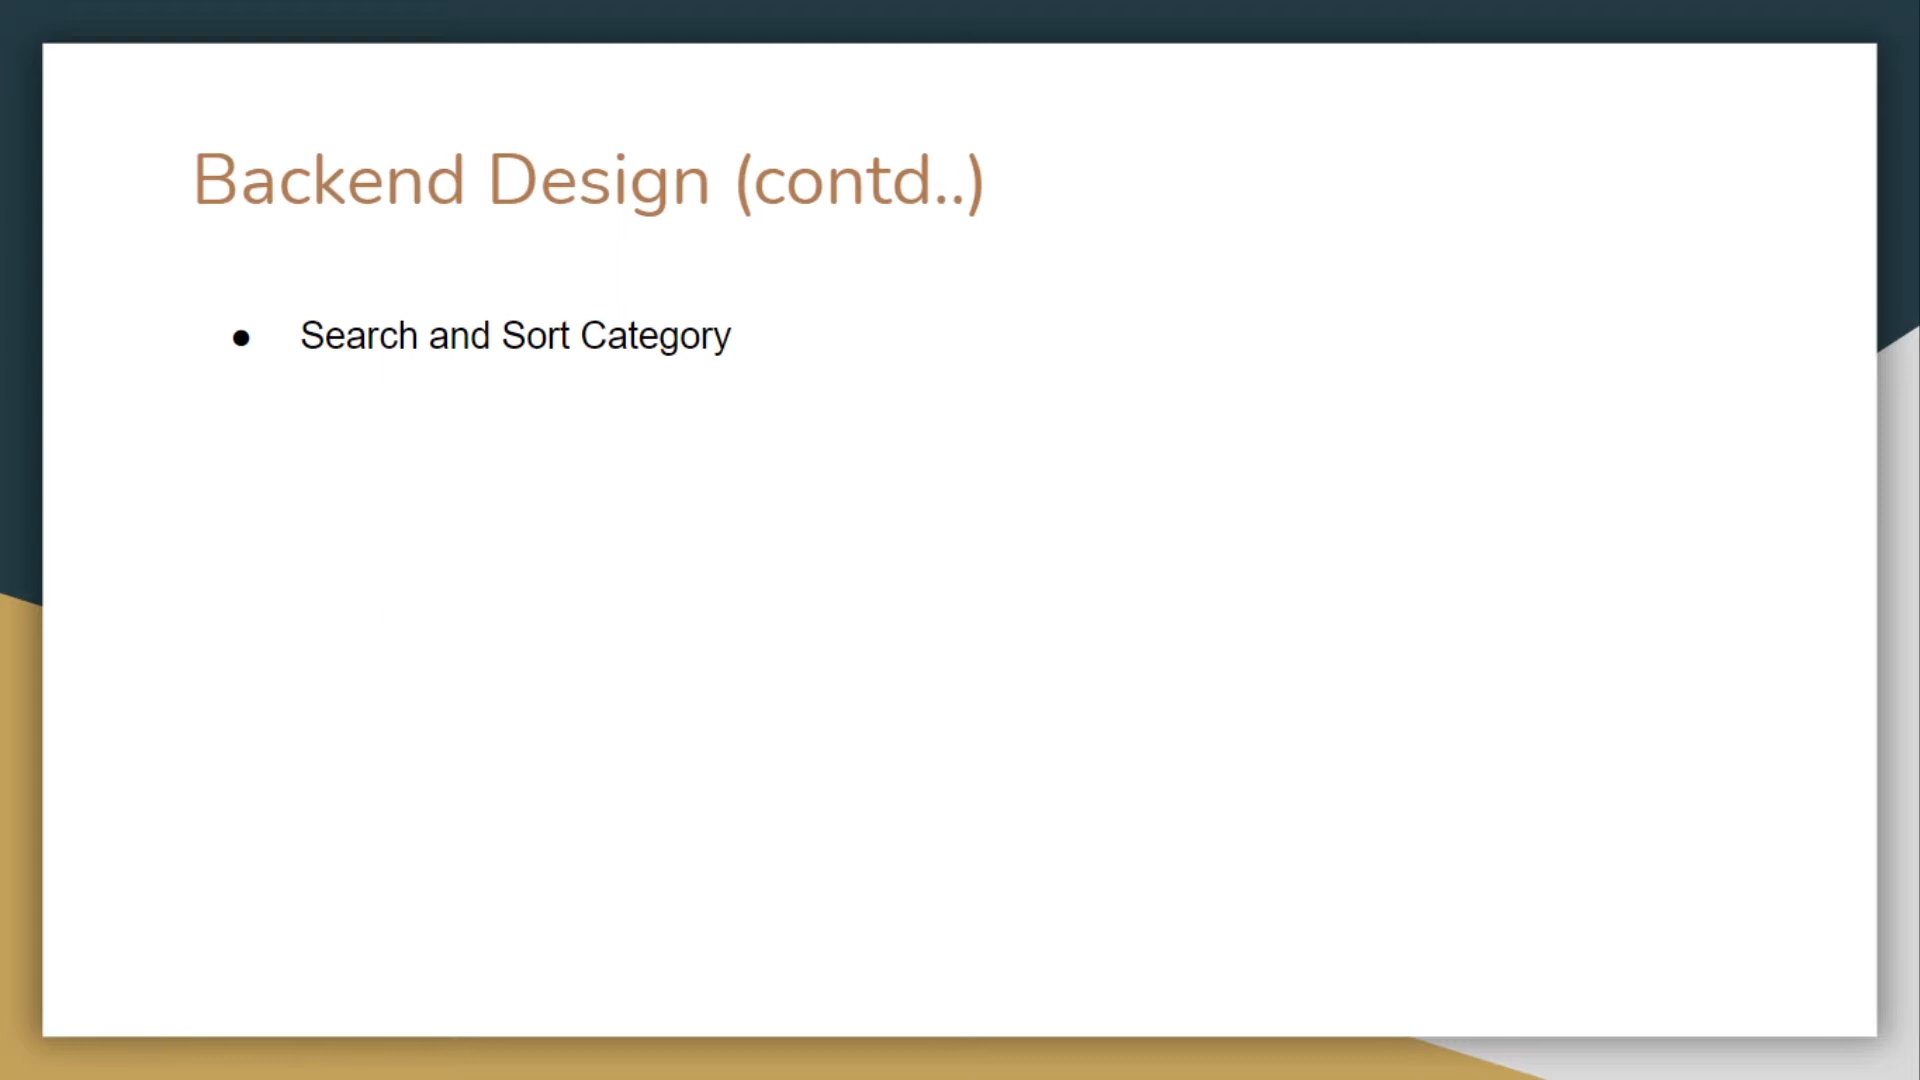 Backend Design (contd..)
● Search and Sort Category